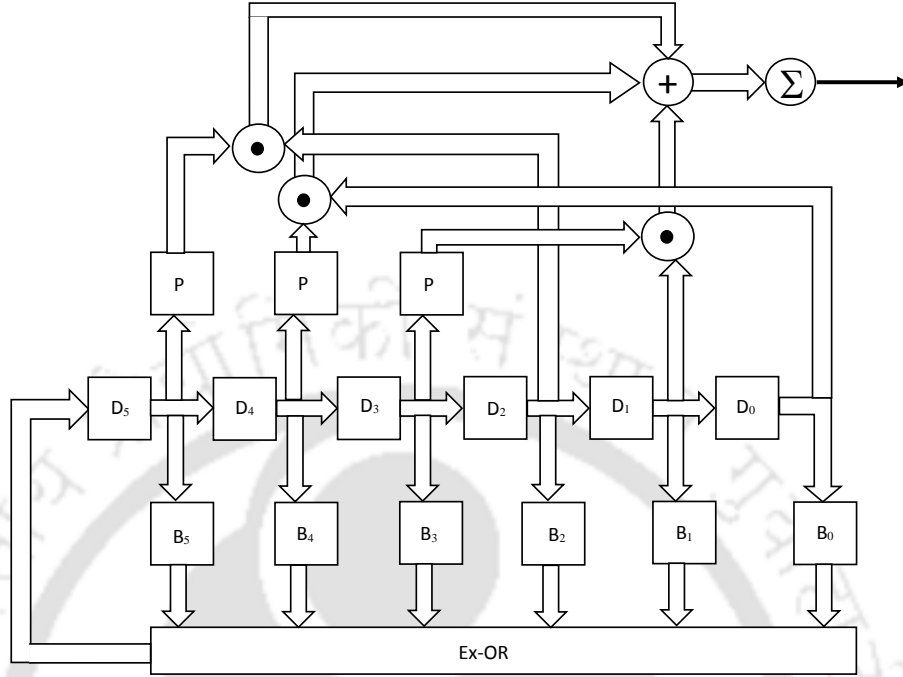 + Σ
•
•
•
P P P
D₅ D₄ D₃ D₂ D₁ D₀
B₅ B₄ B₃ B₂ B₁ B₀
Ex-OR